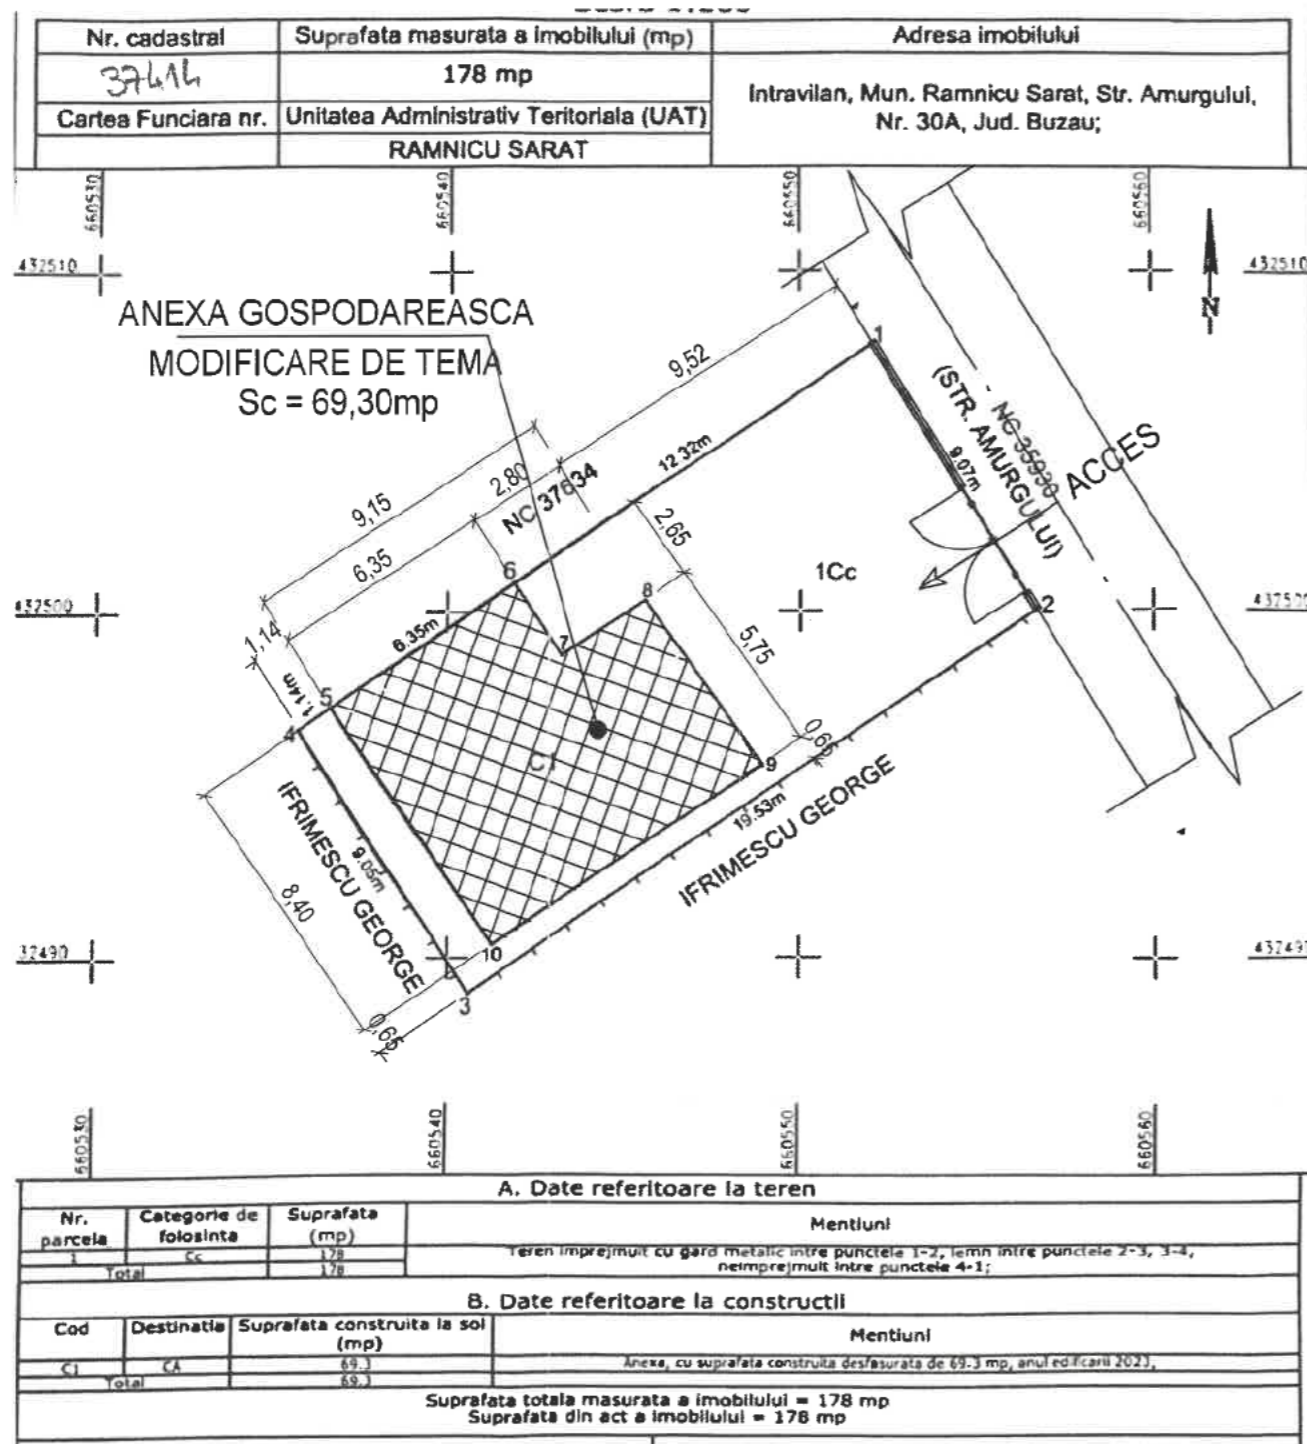 Nr. cadastral
Suprafata masurata a imobilului (mp)
Adresa imobilului
37414
178 mp
Intravilan, Mun. Ramnicu Sarat, Str. Amurgului,
Nr. 30A, Jud. Buzau;
Cartea Funciara nr.
Unitatea Administrativ Teritoriala (UAT)
RAMNICU SARAT
660530
660540
660550
660560
432510
432510
N
ANEXA GOSPODAREASCA
MODIFICARE DE TEMA
Sc = 69,30mp
9,52
1
(STR. AMURGULUI)
NC 35930
ACCES
9.07m
12.32m
2,80
NC 37634
9,15
6,35
2,65
6
8
1Cc
432500
432500
2
1,14
6.35m
7
5,75
1.14m
5
4
0,65
C1
9
IFRIMESCU GEORGE
9.05m
19.53m
IFRIMESCU GEORGE
8,40
10
32490
43249
3
0,65
660530
660540
660550
660560
A. Date referitoare la teren
Nr.
parcela
Categorie de
folosinta
Suprafata
(mp)
Mentiuni
1
Cc
178
Teren imprejmuit cu gard metalic intre punctele 1-2, lemn intre punctele 2-3, 3-4,
neimprejmuit intre punctele 4-1;
Total
178
B. Date referitoare la constructii
Cod
Destinatia
Suprafata construita la sol
(mp)
Mentiuni
C1
CA
69.3
Anexa, cu suprafata construita desfasurata de 69.3 mp, anul edificarii 2023,
Total
69.3
Suprafata totala masurata a imobilului = 178 mp
Suprafata din act a imobilului = 178 mp